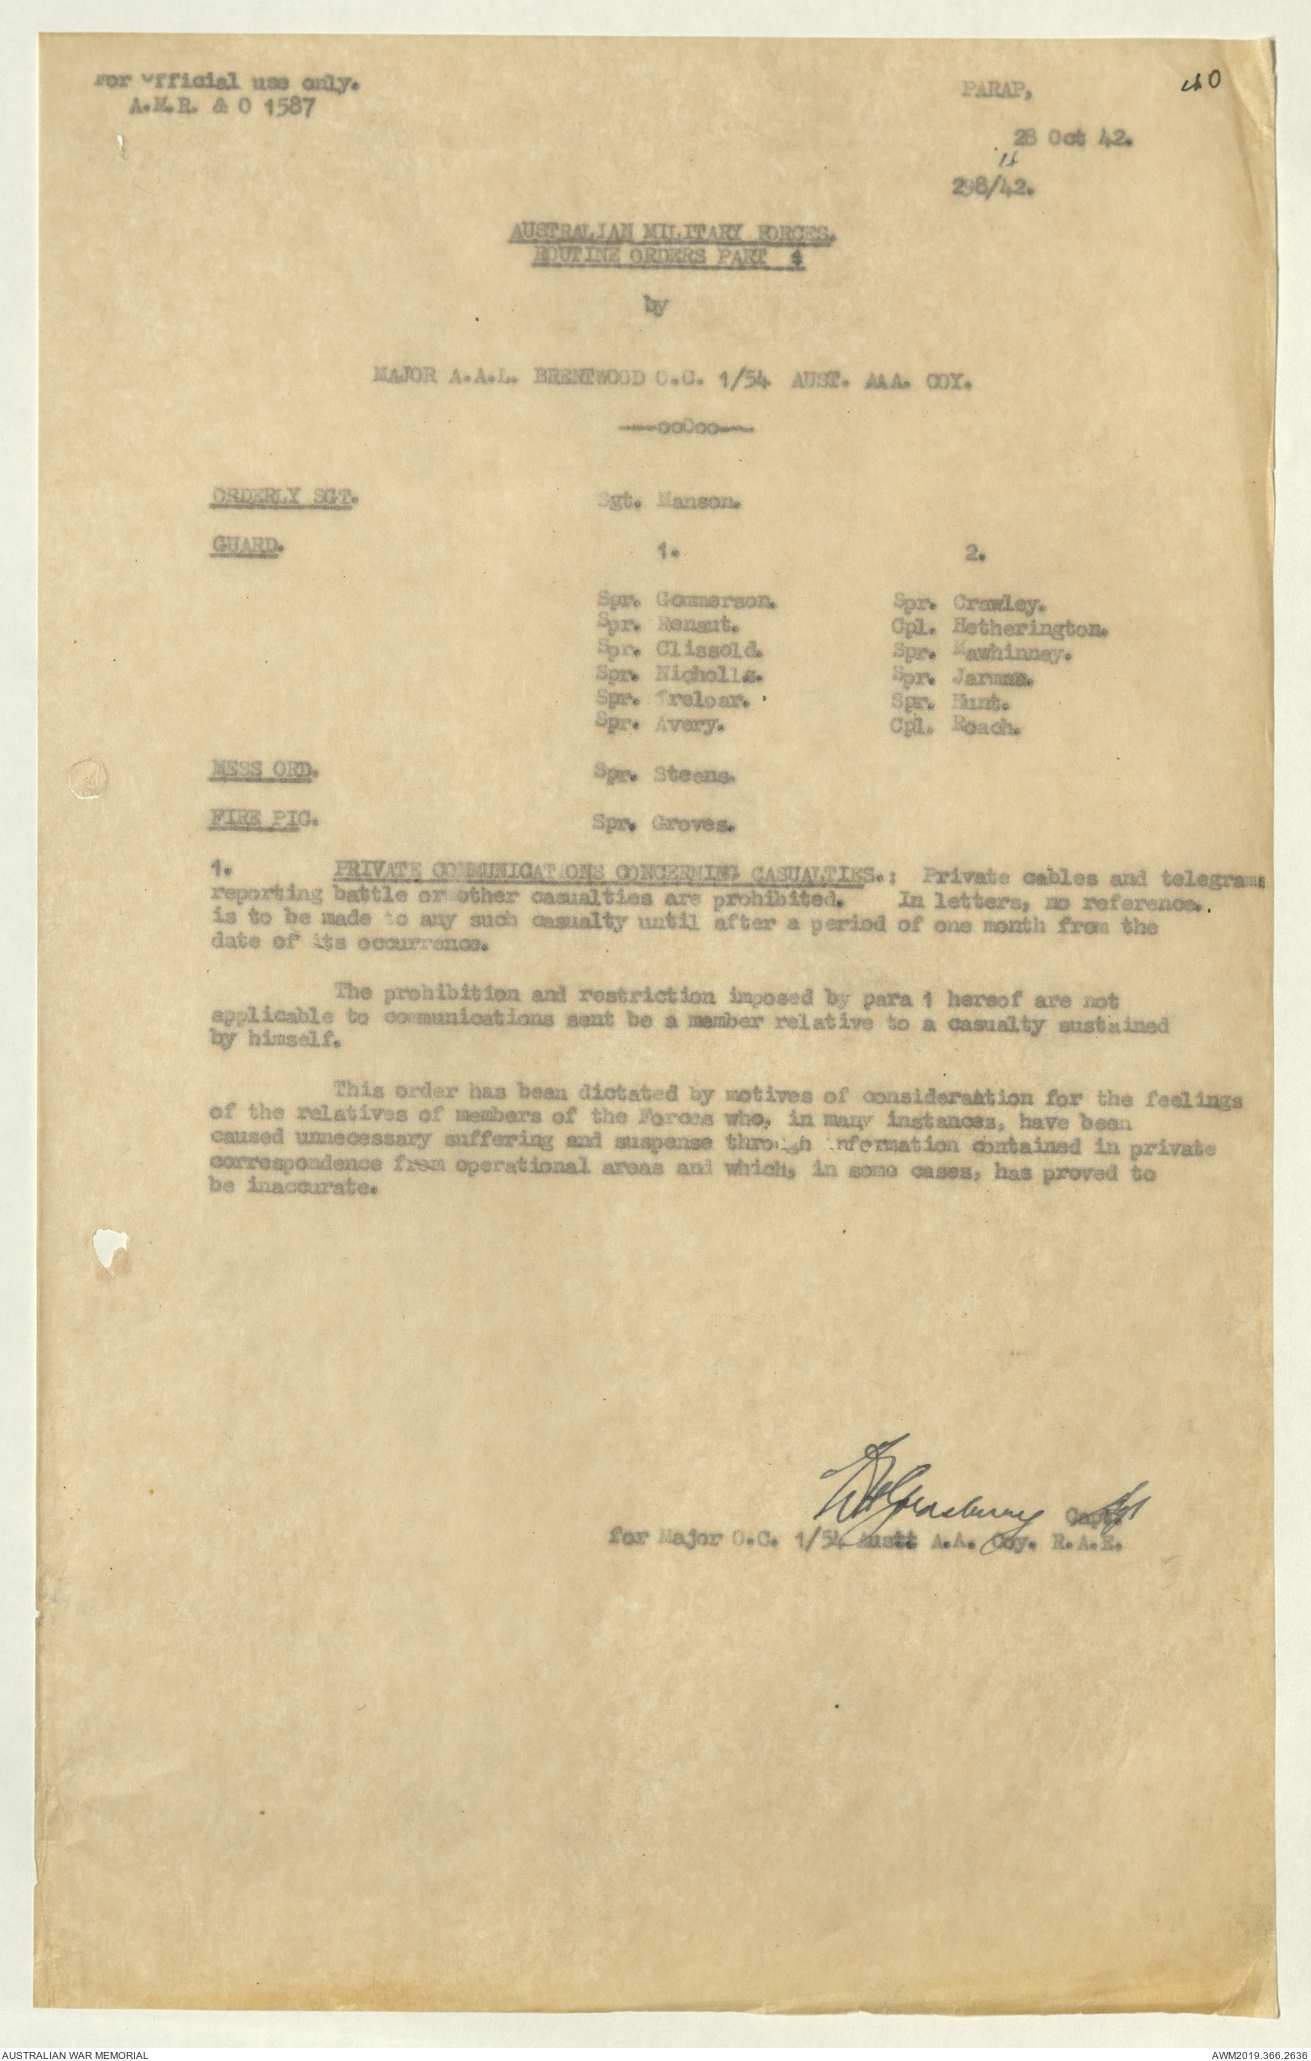 For Official use only.
A.M.R. & O 1587
PARAP,
40
28 Oct 42.
298/42.
AUSTRALIAN MILITARY FORCES.
ROUTINE ORDERS PART 4
by
MAJOR A.A.L. BRENTWOOD O.C. 1/54 AUST. AAA. COY.
---ooOoo---
ORDERLY SGT. Sgt. Manson.
GUARD. 1. 2.
Spr. Gommerson. Spr. Crawley.
Spr. Renaut. Cpl. Hetherington.
Spr. Clissold. Spr. Mawhinney.
Spr. Nicholls. Spr. Jarman.
Spr. Treloar. Spr. Hunt.
Spr. Avery. Cpl. Roach.
MESS ORD. Spr. Steens.
FIRE PIC. Spr. Groves.
1. PRIVATE COMMUNICATIONS CONCERNING CASUALTIES.: Private cables and telegrams
reporting battle or other casualties are prohibited. In letters, no reference.
is to be made to any such casualty until after a period of one month from the
date of its occurrence.
The prohibition and restriction imposed by para 1 hereof are not
applicable to communications sent be a member relative to a casualty sustained
by himself.
This order has been dictated by motives of consideraation for the feelings
of the relatives of members of the Forces who, in many instances, have been
caused unnecessary suffering and suspense through information contained in private
correspondence from operational areas and which, in some cases, has proved to
be inaccurate.
Capt.
for Major O.C. 1/54 Austt A.A. Coy. R.A.E.
AUSTRALIAN WAR MEMORIAL
AWM2019.366.2636